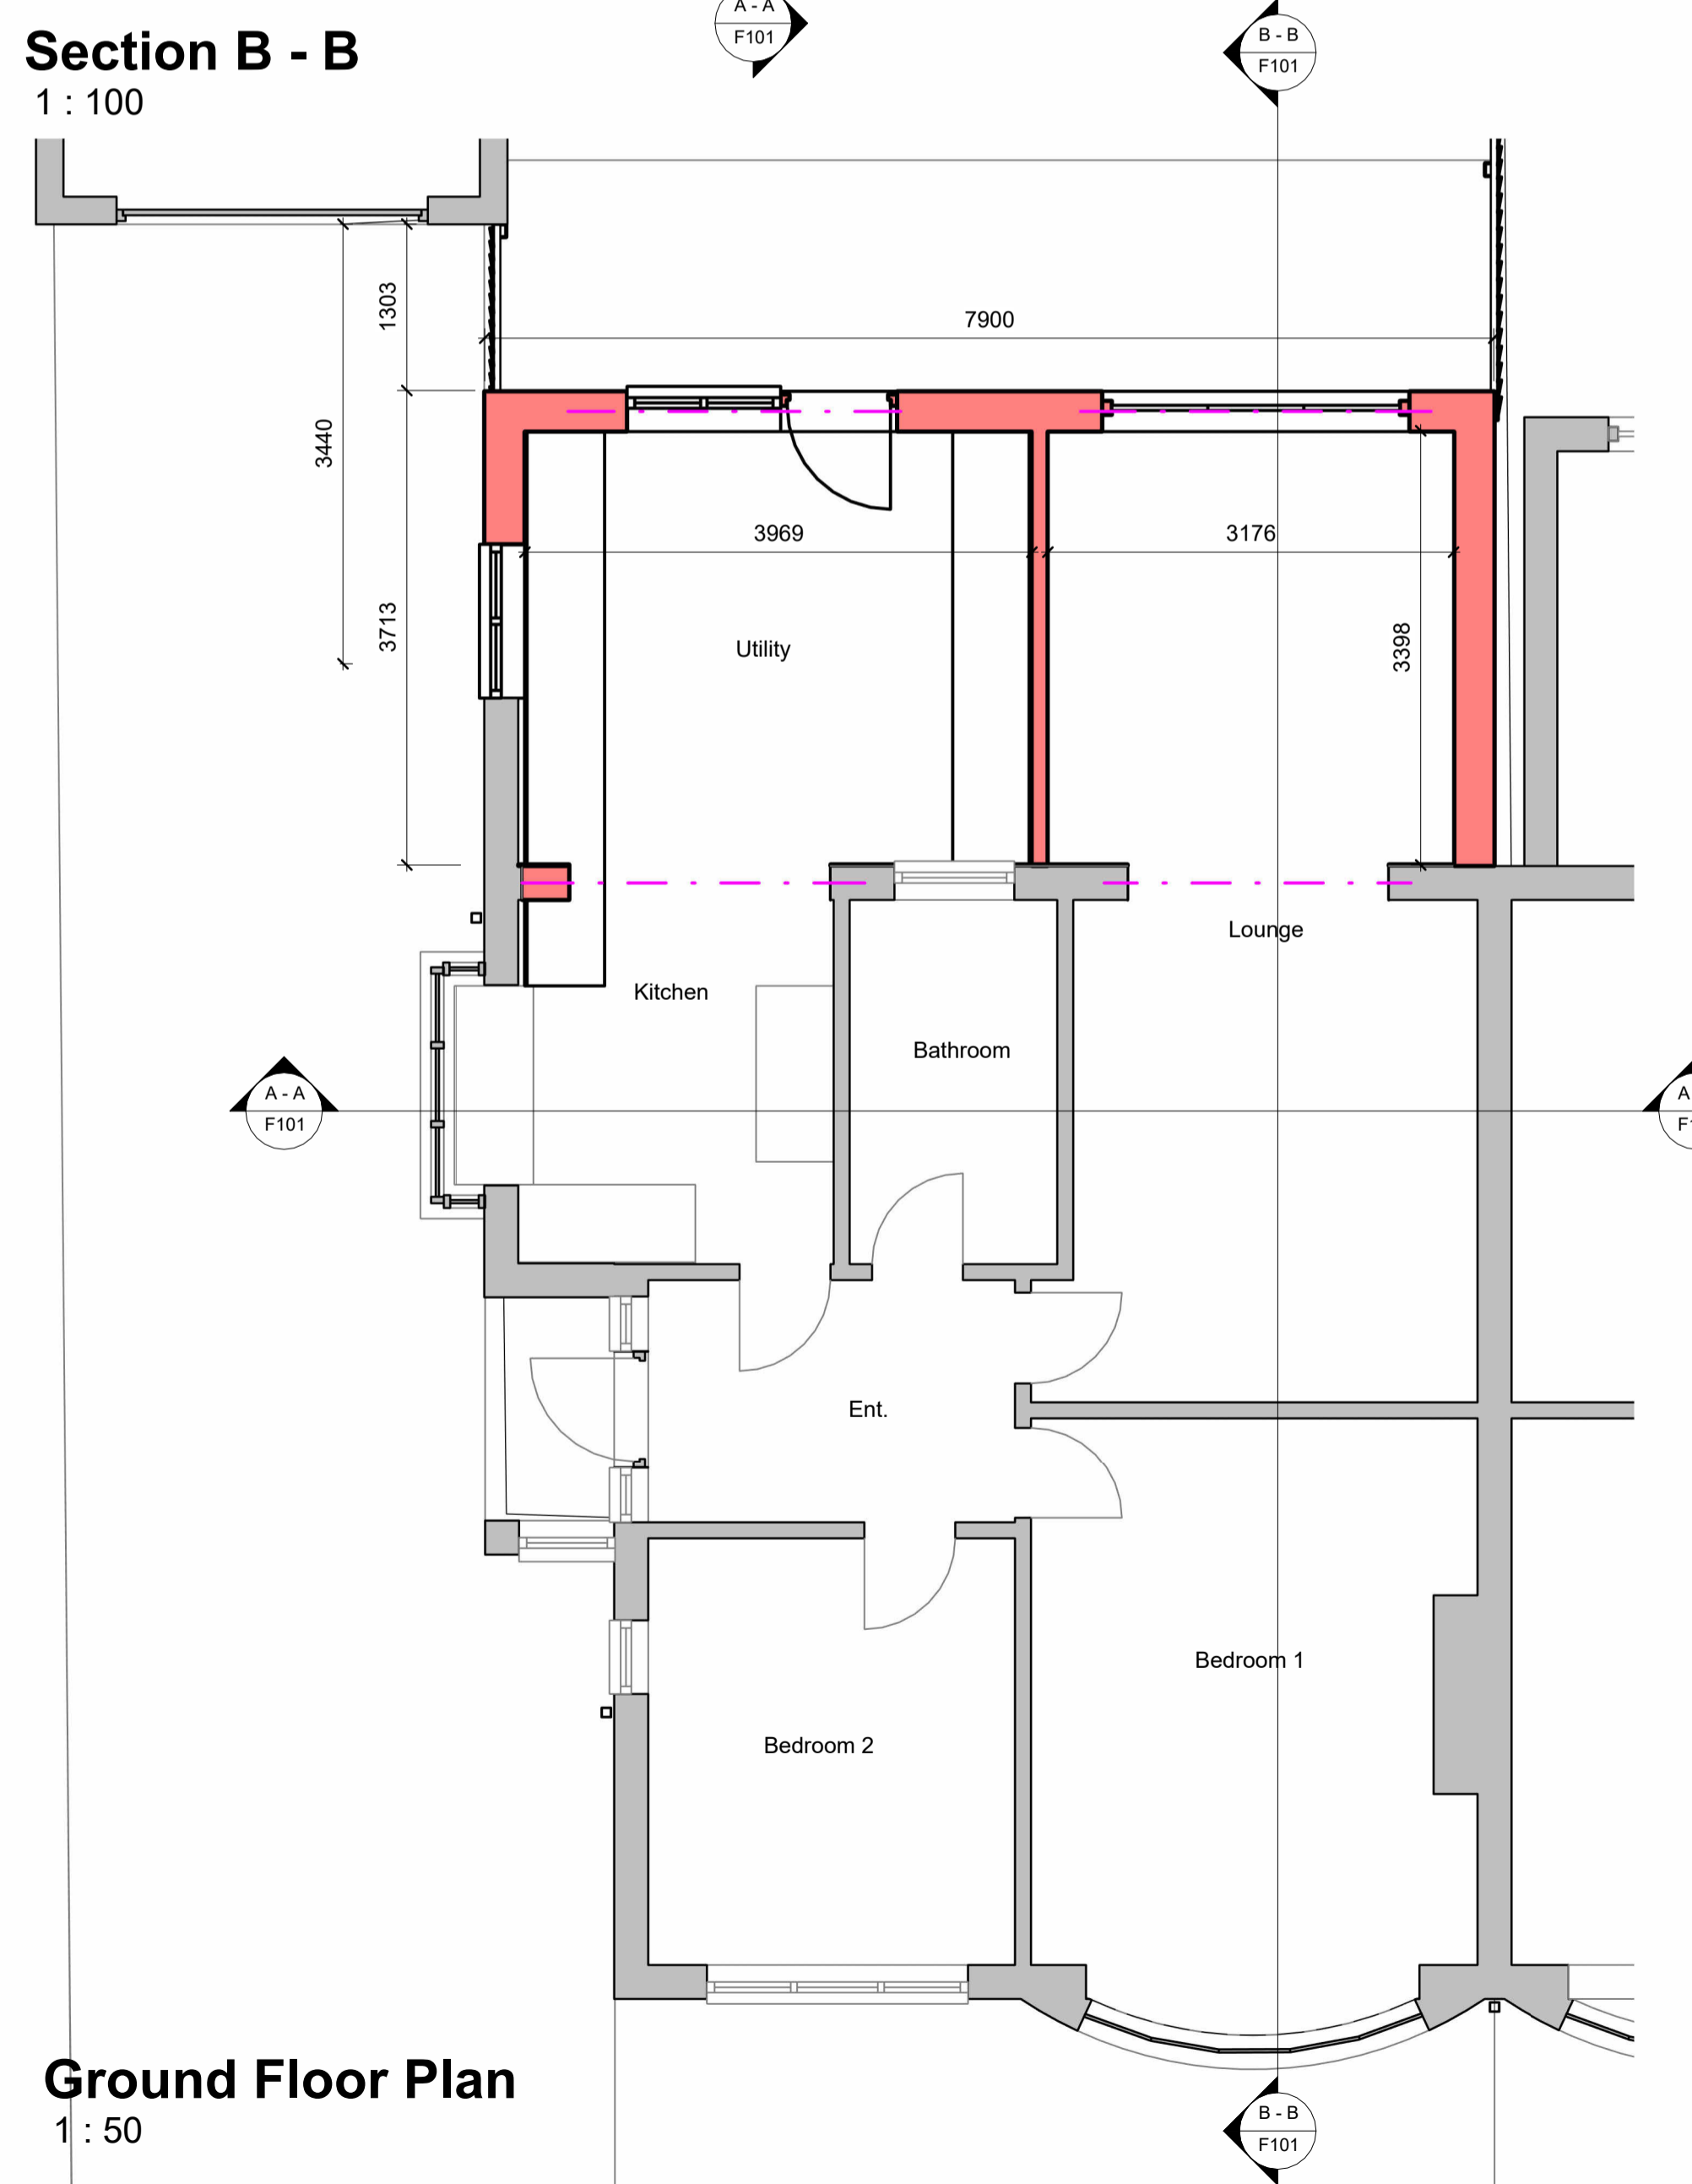 A - A
F101
B - B
F101
Section B - B
1 : 100
1303
7900
3440
3969
3176
3713
Utility
3398
Lounge
Kitchen
Bathroom
A - A
F101
A
Ent.
Bedroom 1
Bedroom 2
Ground Floor Plan
1 : 50
B - B
F101